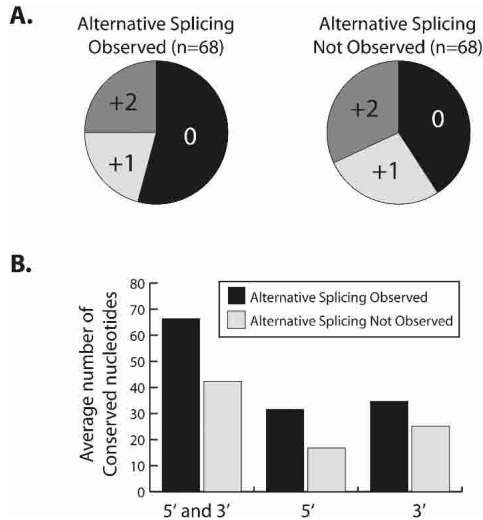 A.
Alternative Splicing
Observed (n=68)
Alternative Splicing
Not Observed (n=68)
+2
0
+1
+2
0
+1
B.
Average number of
Conserved nucleotides
80
70
60
50
40
30
20
10
0
Alternative Splicing Observed
Alternative Splicing Not Observed
5’ and 3’
5’
3’